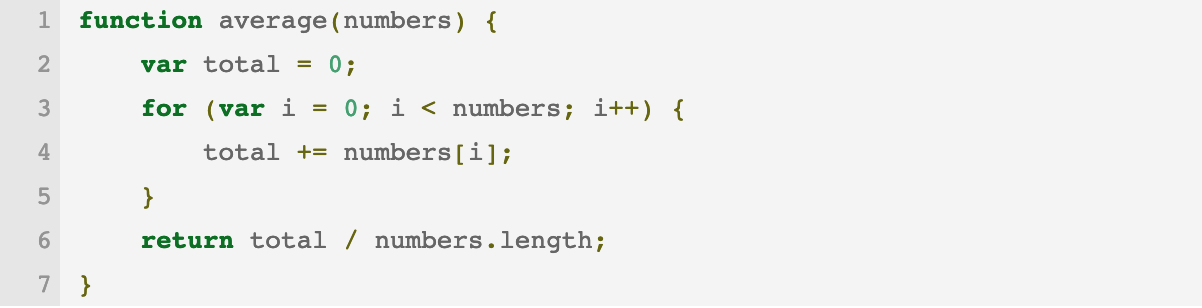 1 function average(numbers) {
2     var total = 0;
3     for (var i = 0; i < numbers; i++) {
4         total += numbers[i];
5     }
6     return total / numbers.length;
7 }